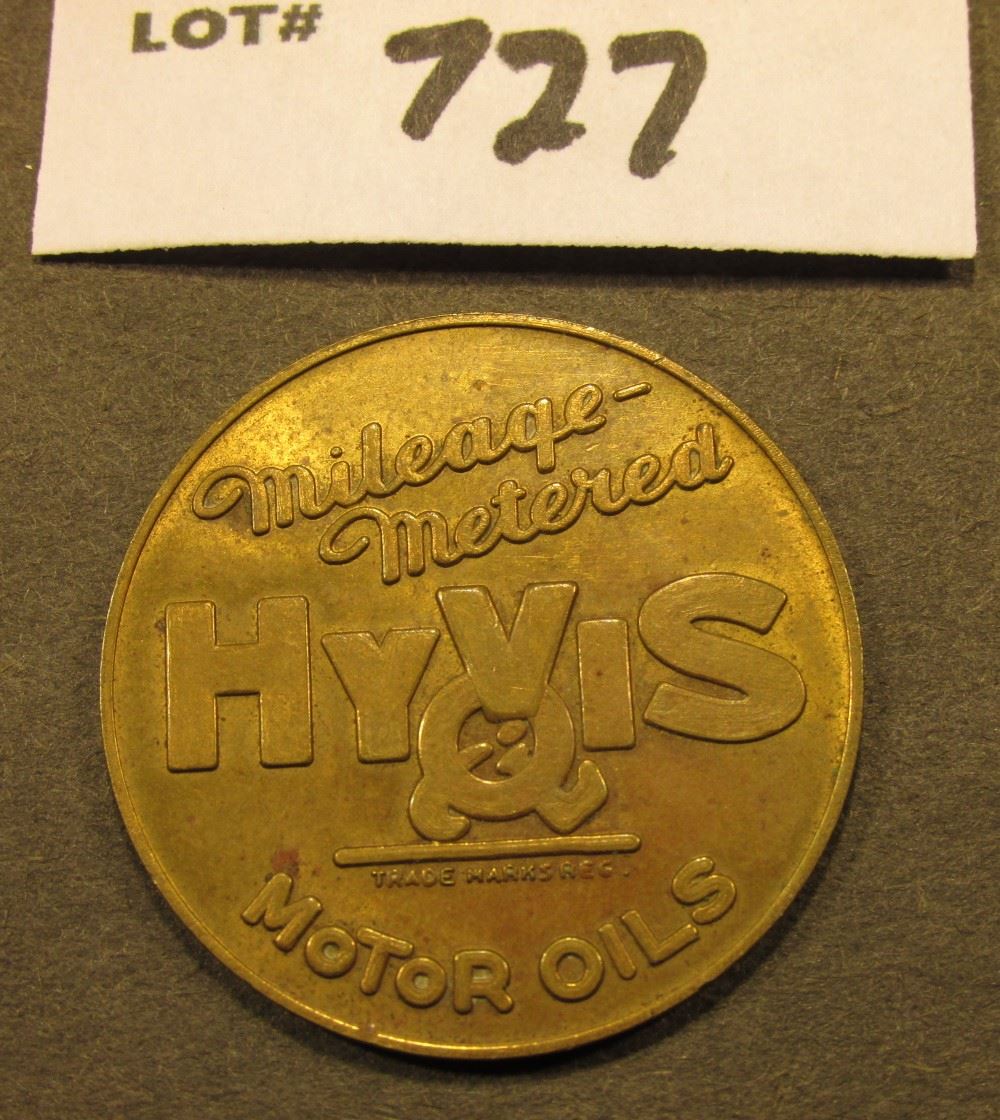 LOT# 727
Mileage-
Metered
HYVIS
TRADE MARKS REG.
MOTOR OILS